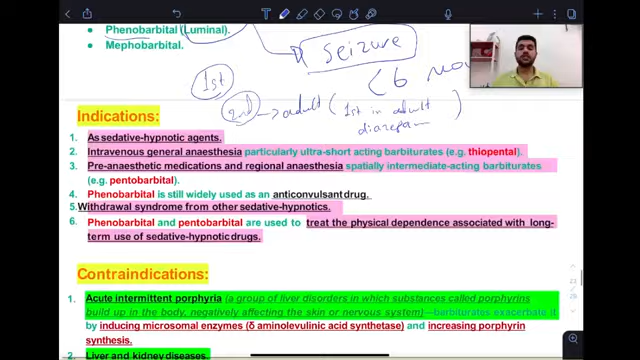 • Phenobarbital (Luminal).
• Mephobarbital.
Seizure
1st
<6 mon
2nd → adult (1st in adult
diazepam )
Indications:
1. As sedative-hypnotic agents.
2. Intravenous general anaesthesia particularly ultra-short acting barbiturates (e.g. thiopental)
3. Pre-anaesthetic medications and regional anaesthesia spatially intermediate-acting barbiturates
(e.g. pentobarbital).
4 Phenobarbital is still widely used as an anticonvulsant drug.
5. Withdrawal syndrome from other sedative-hypnotics.
6 Phenobarbital and pentobarbital are used to treat the physical dependence associated with long-
term use of sedative-hypnotic drugs.
Contraindications:
1. Acute intermittent porphyria (a group of liver disorders in which substances called porphyrins
build up in the body, negatively affecting the skin or nervous system)—barbiturates exacerbate it
by inducing microsomal enzymes (δ aminolevulinic acid synthetase) and increasing porphyrin
synthesis.
2. Liver and kidney diseases.